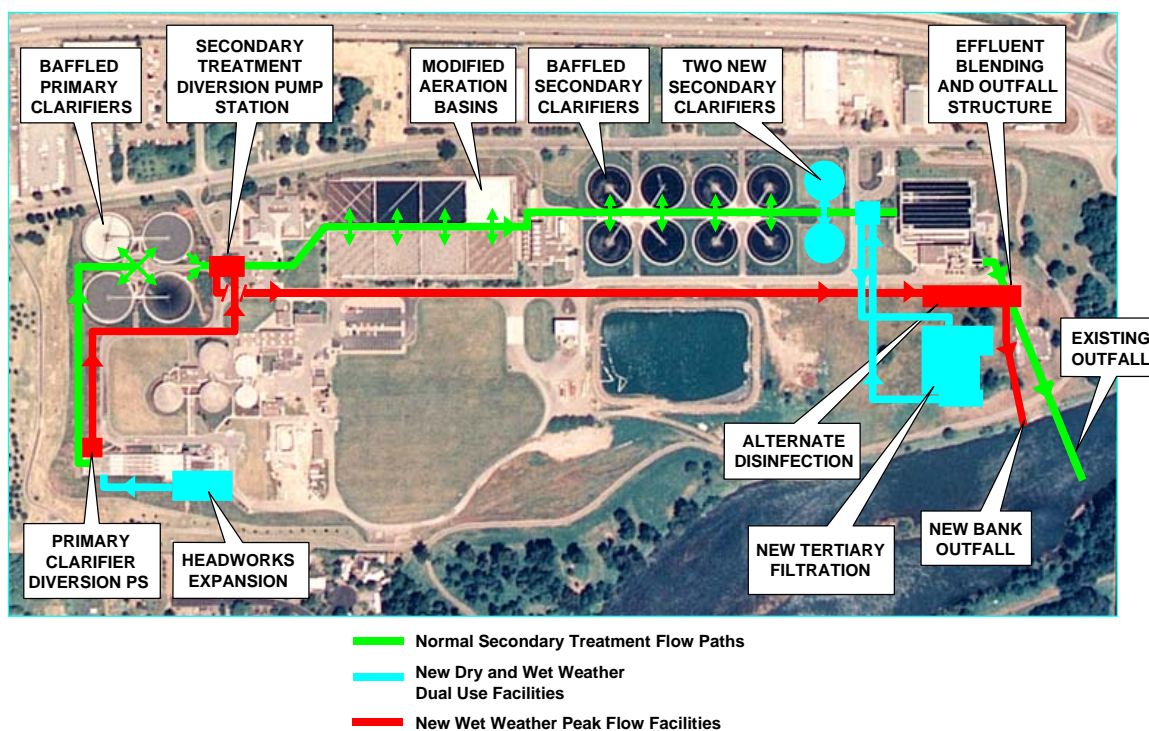 BAFFLED
PRIMARY
CLARIFIERS
SECONDARY
TREATMENT
DIVERSION PUMP
STATION
MODIFIED
AERATION
BASINS
BAFFLED
SECONDARY
CLARIFIERS
TWO NEW
SECONDARY
CLARIFIERS
EFFLUENT
BLENDING
AND OUTFALL
STRUCTURE
EXISTING
OUTFALL
ALTERNATE
DISINFECTION
PRIMARY
CLARIFIER
DIVERSION PS
HEADWORKS
EXPANSION
NEW TERTIARY
FILTRATION
NEW BANK
OUTFALL
Normal Secondary Treatment Flow Paths
New Dry and Wet Weather
Dual Use Facilities
New Wet Weather Peak Flow Facilities